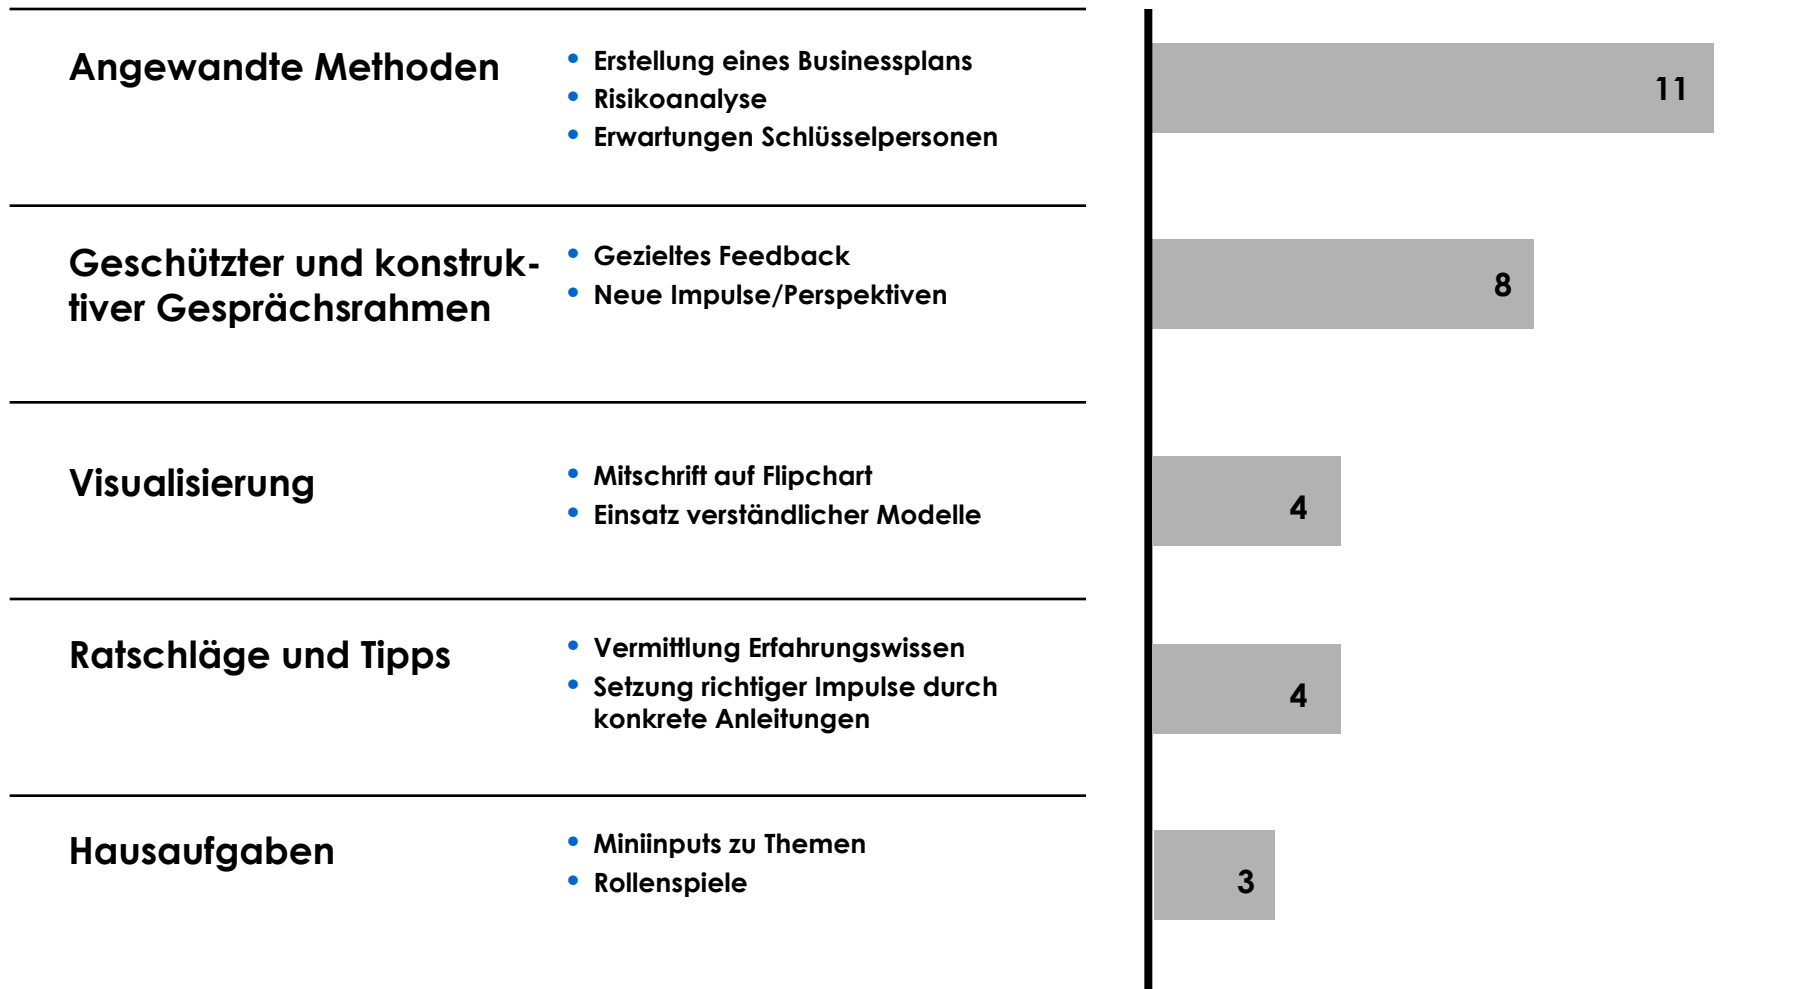 Angewandte Methoden
• Erstellung eines Businessplans
• Risikoanalyse
• Erwartungen Schlüsselpersonen
11
Geschützter und konstruk-
tiver Gesprächsrahmen
• Gezieltes Feedback
• Neue Impulse/Perspektiven
8
Visualisierung
• Mitschrift auf Flipchart
• Einsatz verständlicher Modelle
4
Ratschläge und Tipps
• Vermittlung Erfahrungswissen
• Setzung richtiger Impulse durch
konkrete Anleitungen
4
Hausaufgaben
• Miniinputs zu Themen
• Rollenspiele
3